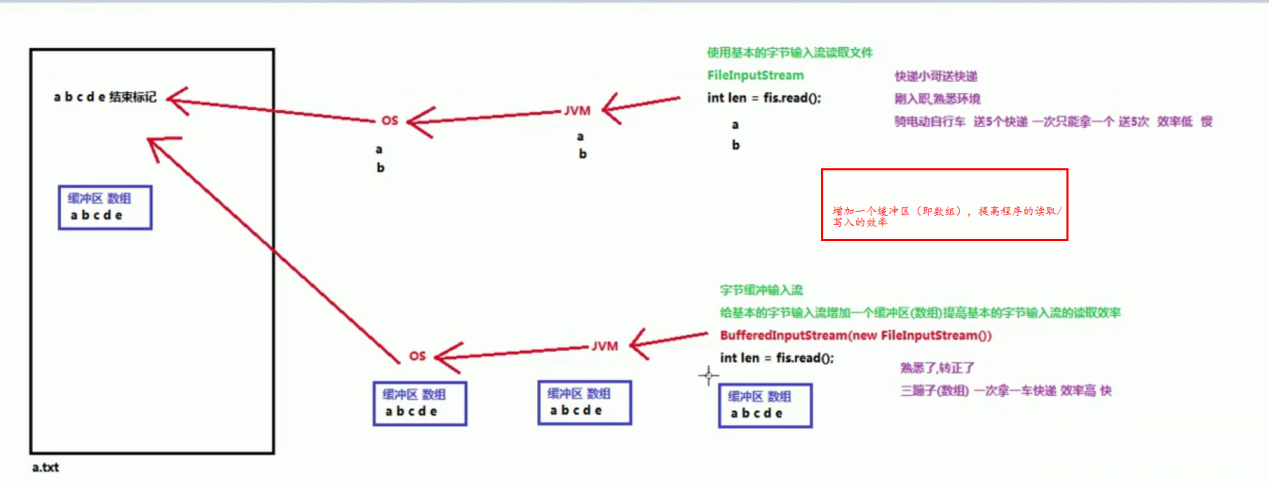 使用基本的字节输入流读取文件
FileInputStream
int len = fis.read();
a
b
快递小哥送快递
刚入职,熟悉环境
骑电动自行车 送5个快递 一次只能拿一个 送5次 效率低 慢
JVM
a
b
OS
a
b
a b c d e 结束标记
缓冲区 数组
a b c d e
增加一个缓冲区（即数组），提高程序的读取/
写入的效率
字节缓冲输入流
给基本的字节输入流增加一个缓冲区(数组)提高基本的字节输入流的读取效率
BufferedInputStream(new FileInputStream())
int len = fis.read();
缓冲区 数组
a b c d e
熟悉了,转正了
三蹦子(数组) 一次拿一车快递 效率高 快
JVM
缓冲区 数组
a b c d e
OS
缓冲区 数组
a b c d e
a.txt